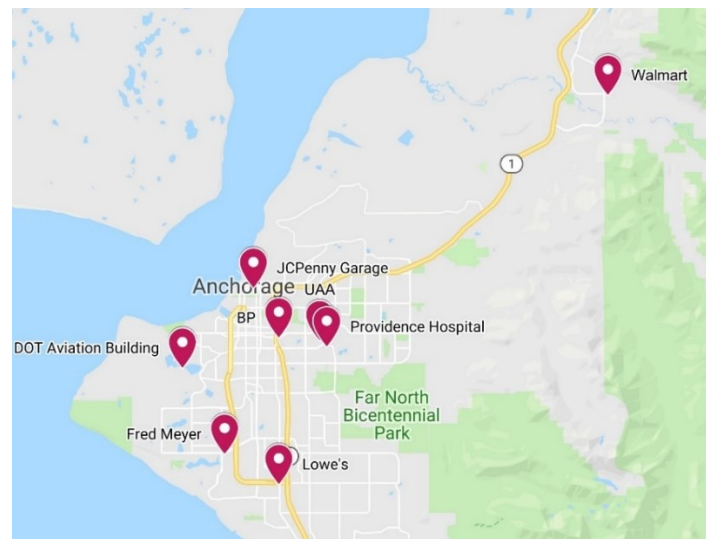 Walmart
1
JCPenny Garage
Anchorage
UAA
BP
Providence Hospital
DOT Aviation Building
Far North
Bicentennial
Park
Fred Meyer
Lowe's